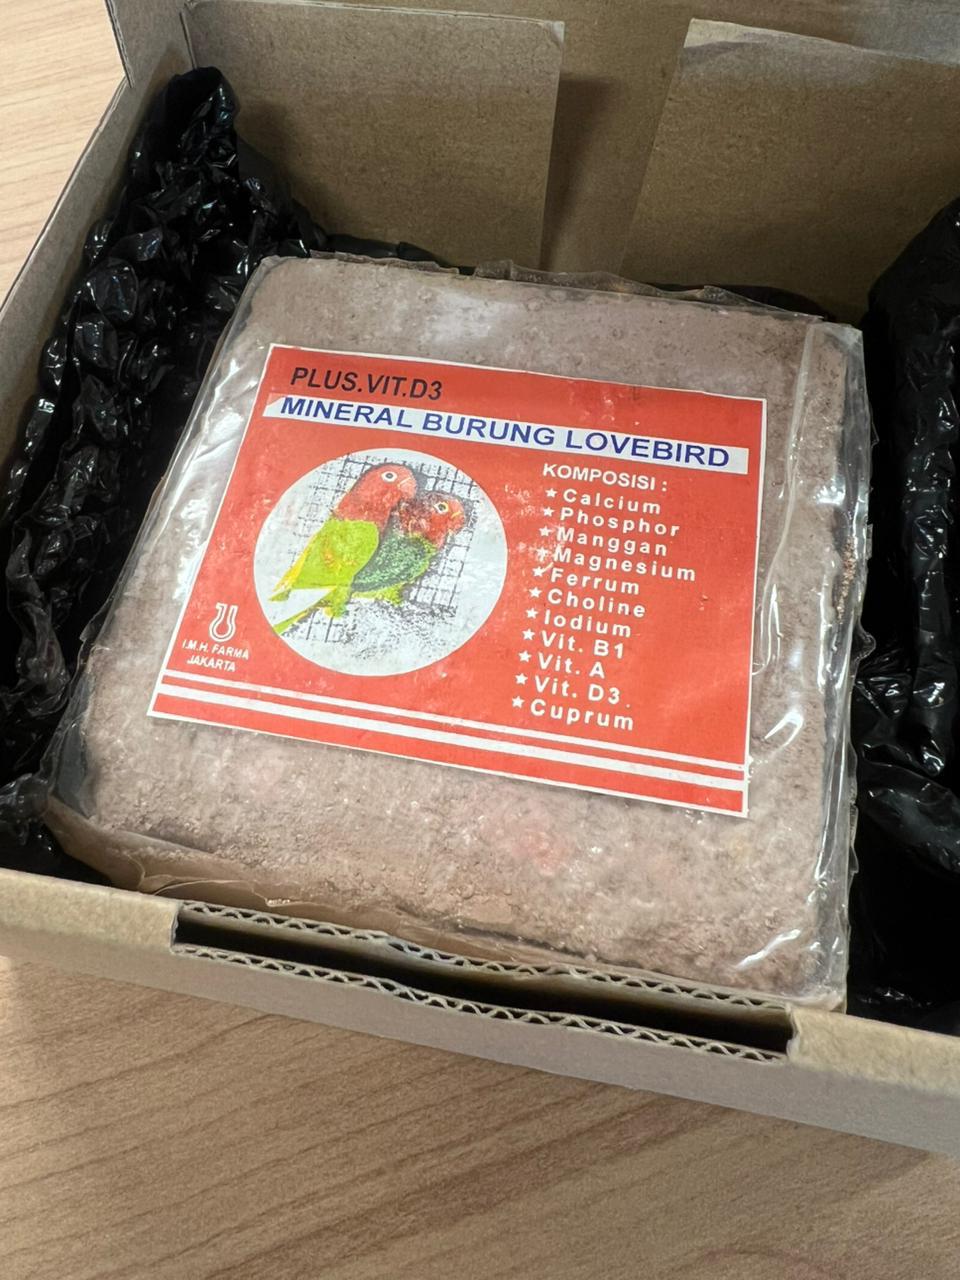 PLUS.VIT.D3
MINERAL BURUNG LOVEBIRD
KOMPOSISI :
★ Calcium
★ Phosphor
★ Manggan
★ Magnesium
★ Ferrum
★ Choline
★ Iodium
★ Vit. B1
★ Vit. A
★ Vit. D3
★ Cuprum
I.M.H. FARMA
JAKARTA